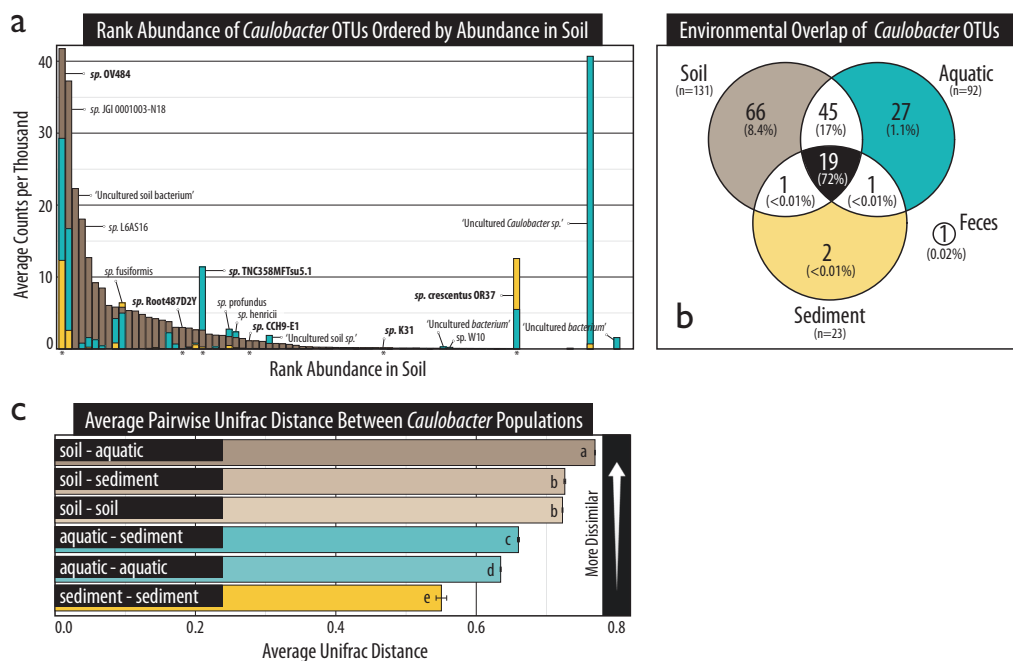 a
Rank Abundance of Caulobacter OTUs Ordered by Abundance in Soil
Average Counts per Thousand
40
30
20
10
0
sp. OV484
sp. JGI 0001003-N18
'Uncultured soil bacterium'
sp. L6AS16
sp. fusiformis
sp. Root487D2Y
sp. TNC358MFTsu5.1
sp. profundus
sp. henricii
sp. CCH9-E1
'Uncultured soil sp.'
sp. K31
sp. crescentus OR37
'Uncultured bacterium'
sp. W10
'Uncultured Caulobacter sp.'
'Uncultured bacterium'
* * * * * *
Rank Abundance in Soil
Environmental Overlap of Caulobacter OTUs
Soil
(n=131)
Aquatic
(n=92)
66
(8.4%)
45
(17%)
27
(1.1%)
19
(72%)
1
(<0.01%)
1
(<0.01%)
2
(<0.01%)
1
Feces
(0.02%)
b
Sediment
(n=23)
c
Average Pairwise Unifrac Distance Between Caulobacter Populations
soil - aquatic a
soil - sediment b
soil - soil b
aquatic - sediment c
aquatic - aquatic d
sediment - sediment e
More Dissimilar
0.0 0.2 0.4 0.6 0.8
Average Unifrac Distance